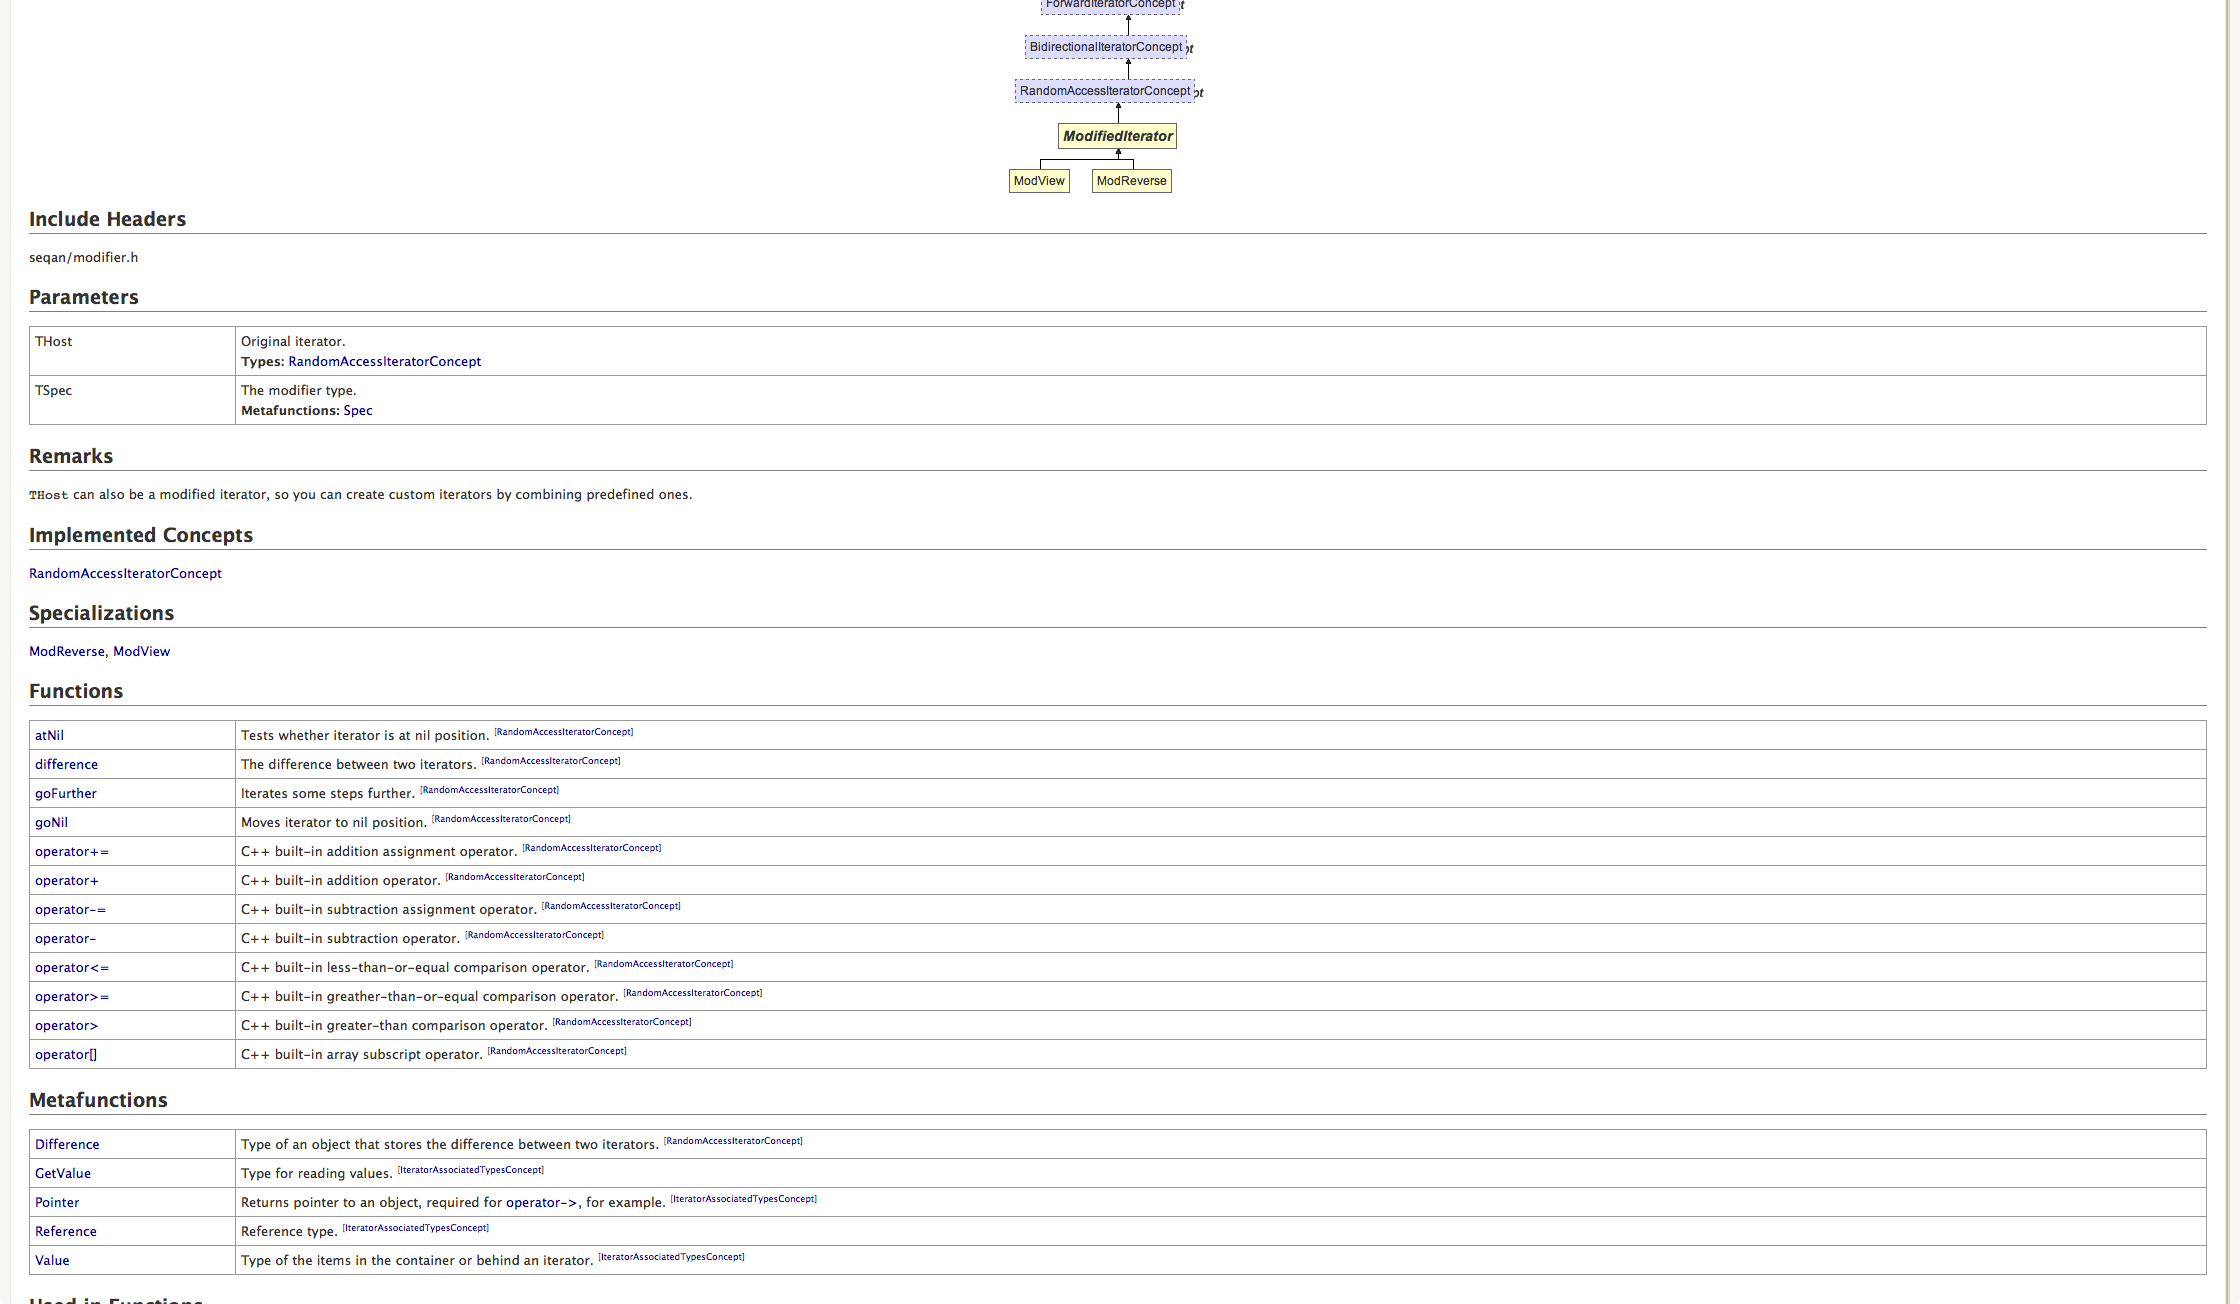 ForwardIteratorConcept t
BidirectionalIteratorConcept pt
RandomAccessIteratorConcept pt
ModifiedIterator
ModView ModReverse
Include Headers
seqan/modifier.h
Parameters
THost Original iterator.
Types: RandomAccessIteratorConcept
TSpec The modifier type.
Metafunctions: Spec
Remarks
THost can also be a modified iterator, so you can create custom iterators by combining predefined ones.
Implemented Concepts
RandomAccessIteratorConcept
Specializations
ModReverse, ModView
Functions
atNil Tests whether iterator is at nil position. [RandomAccessIteratorConcept]
difference The difference between two iterators. [RandomAccessIteratorConcept]
goFurther Iterates some steps further. [RandomAccessIteratorConcept]
goNil Moves iterator to nil position. [RandomAccessIteratorConcept]
operator+= C++ built-in addition assignment operator. [RandomAccessIteratorConcept]
operator+ C++ built-in addition operator. [RandomAccessIteratorConcept]
operator-= C++ built-in subtraction assignment operator. [RandomAccessIteratorConcept]
operator- C++ built-in subtraction operator. [RandomAccessIteratorConcept]
operator<= C++ built-in less-than-or-equal comparison operator. [RandomAccessIteratorConcept]
operator>= C++ built-in greather-than-or-equal comparison operator. [RandomAccessIteratorConcept]
operator> C++ built-in greater-than comparison operator. [RandomAccessIteratorConcept]
operator[] C++ built-in array subscript operator. [RandomAccessIteratorConcept]
Metafunctions
Difference Type of an object that stores the difference between two iterators. [RandomAccessIteratorConcept]
GetValue Type for reading values. [IteratorAssociatedTypesConcept]
Pointer Returns pointer to an object, required for operator->, for example. [IteratorAssociatedTypesConcept]
Reference Reference type. [IteratorAssociatedTypesConcept]
Value Type of the items in the container or behind an iterator. [IteratorAssociatedTypesConcept]
Used in Functions